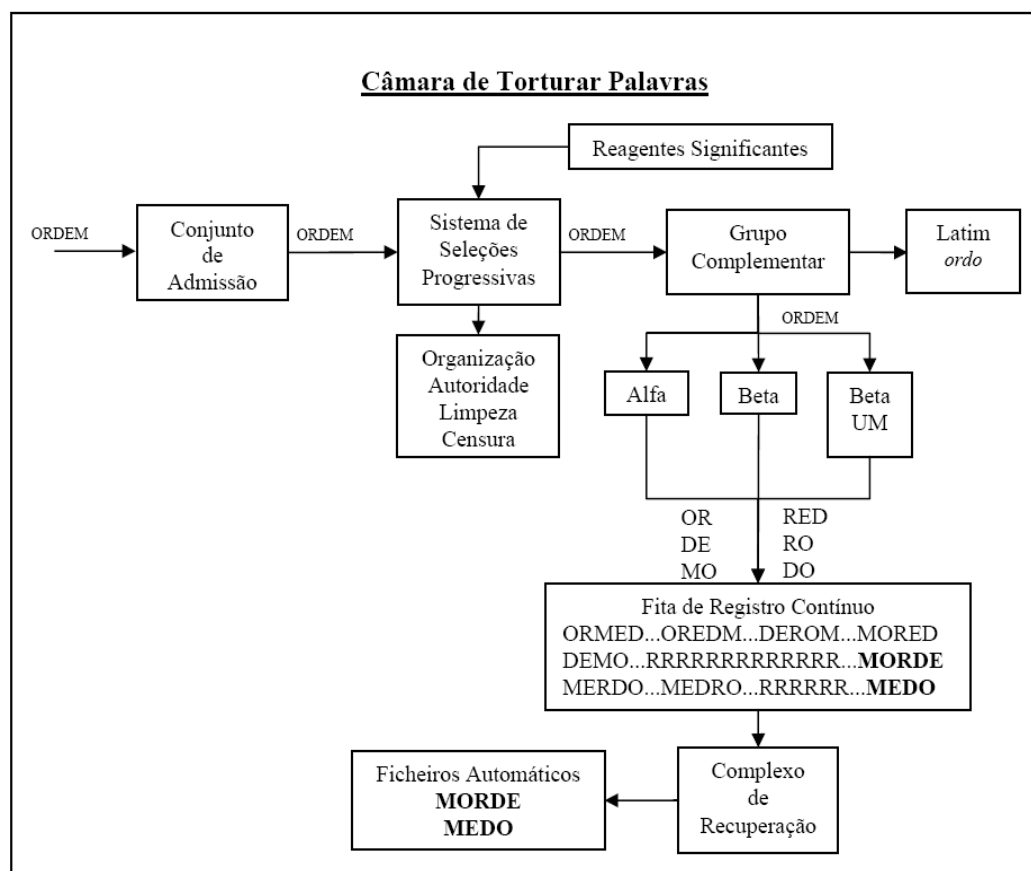 Câmara de Torturar Palavras
Reagentes Significantes
ORDEM
Conjunto
de
Admissão
ORDEM
Sistema de
Seleções
Progressivas
ORDEM
Grupo
Complementar
Latim
ordo
Organização
Autoridade
Limpeza
Censura
ORDEM
Alfa
Beta
Beta
UM
OR
DE
MO
RED
RO
DO
Fita de Registro Contínuo
ORMED...OREDM...DEROM...MORED
DEMO...RRRRRRRRRRRRRR...MORDE
MERDO...MEDRO...RRRRRR...MEDO
Complexo
de
Recuperação
Ficheiros Automáticos
MORDE
MEDO